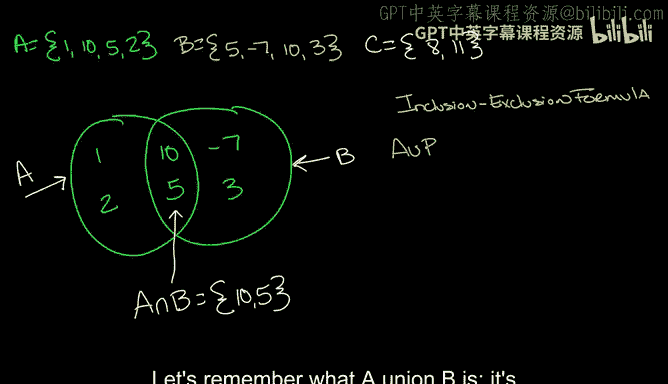 GPT中英字幕课程资源@bilibili
GPT中英字幕课程资源 bilibili
A={1, 10, 5, 2} B={5, -7, 10, 3} C={8, 11}
Inclusion-Exclusion Formula
A∪P
1 10 -7
A B
2 5 3
A∩B={10,5}
Let's remember what A union B is: it's